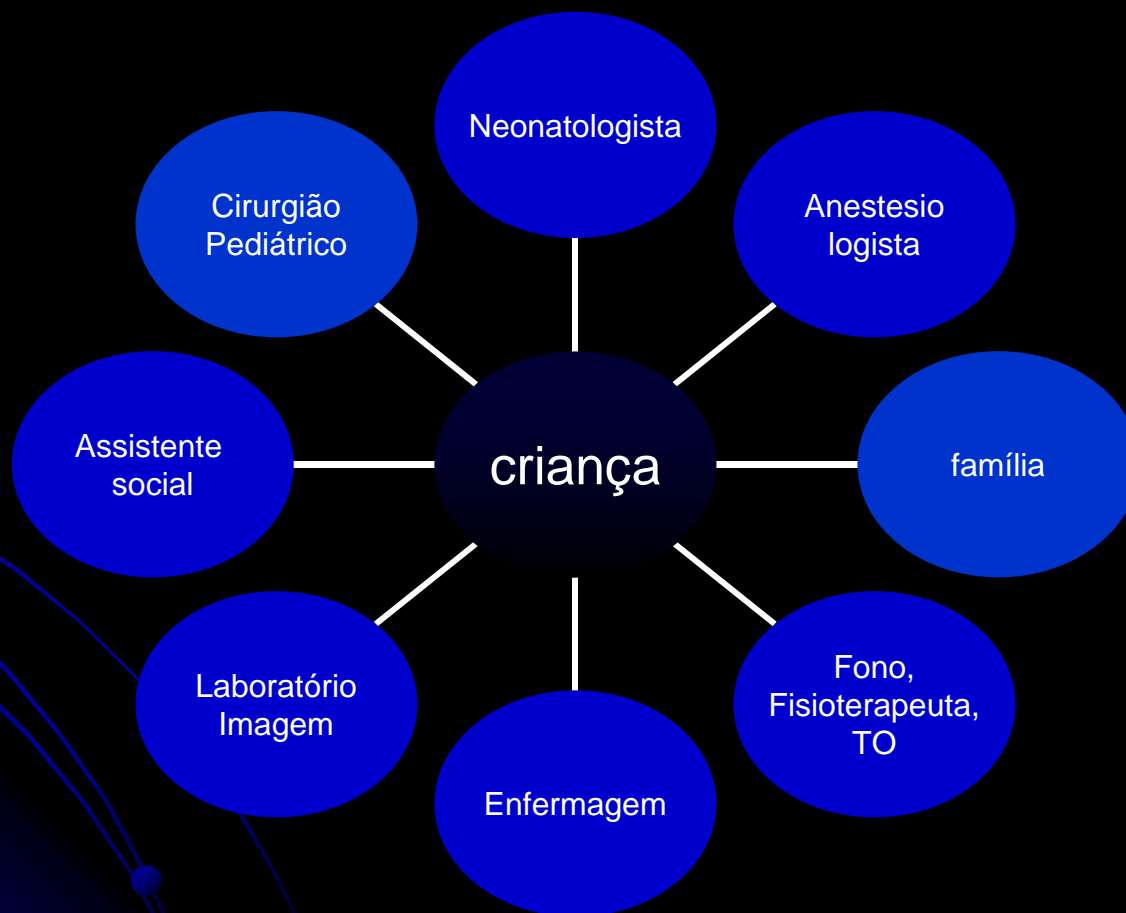 Neonatologista
Cirurgião
Pediátrico
Anestesio
logista
Assistente
social
criança
família
Laboratório
Imagem
Fono,
Fisioterapeuta,
TO
Enfermagem